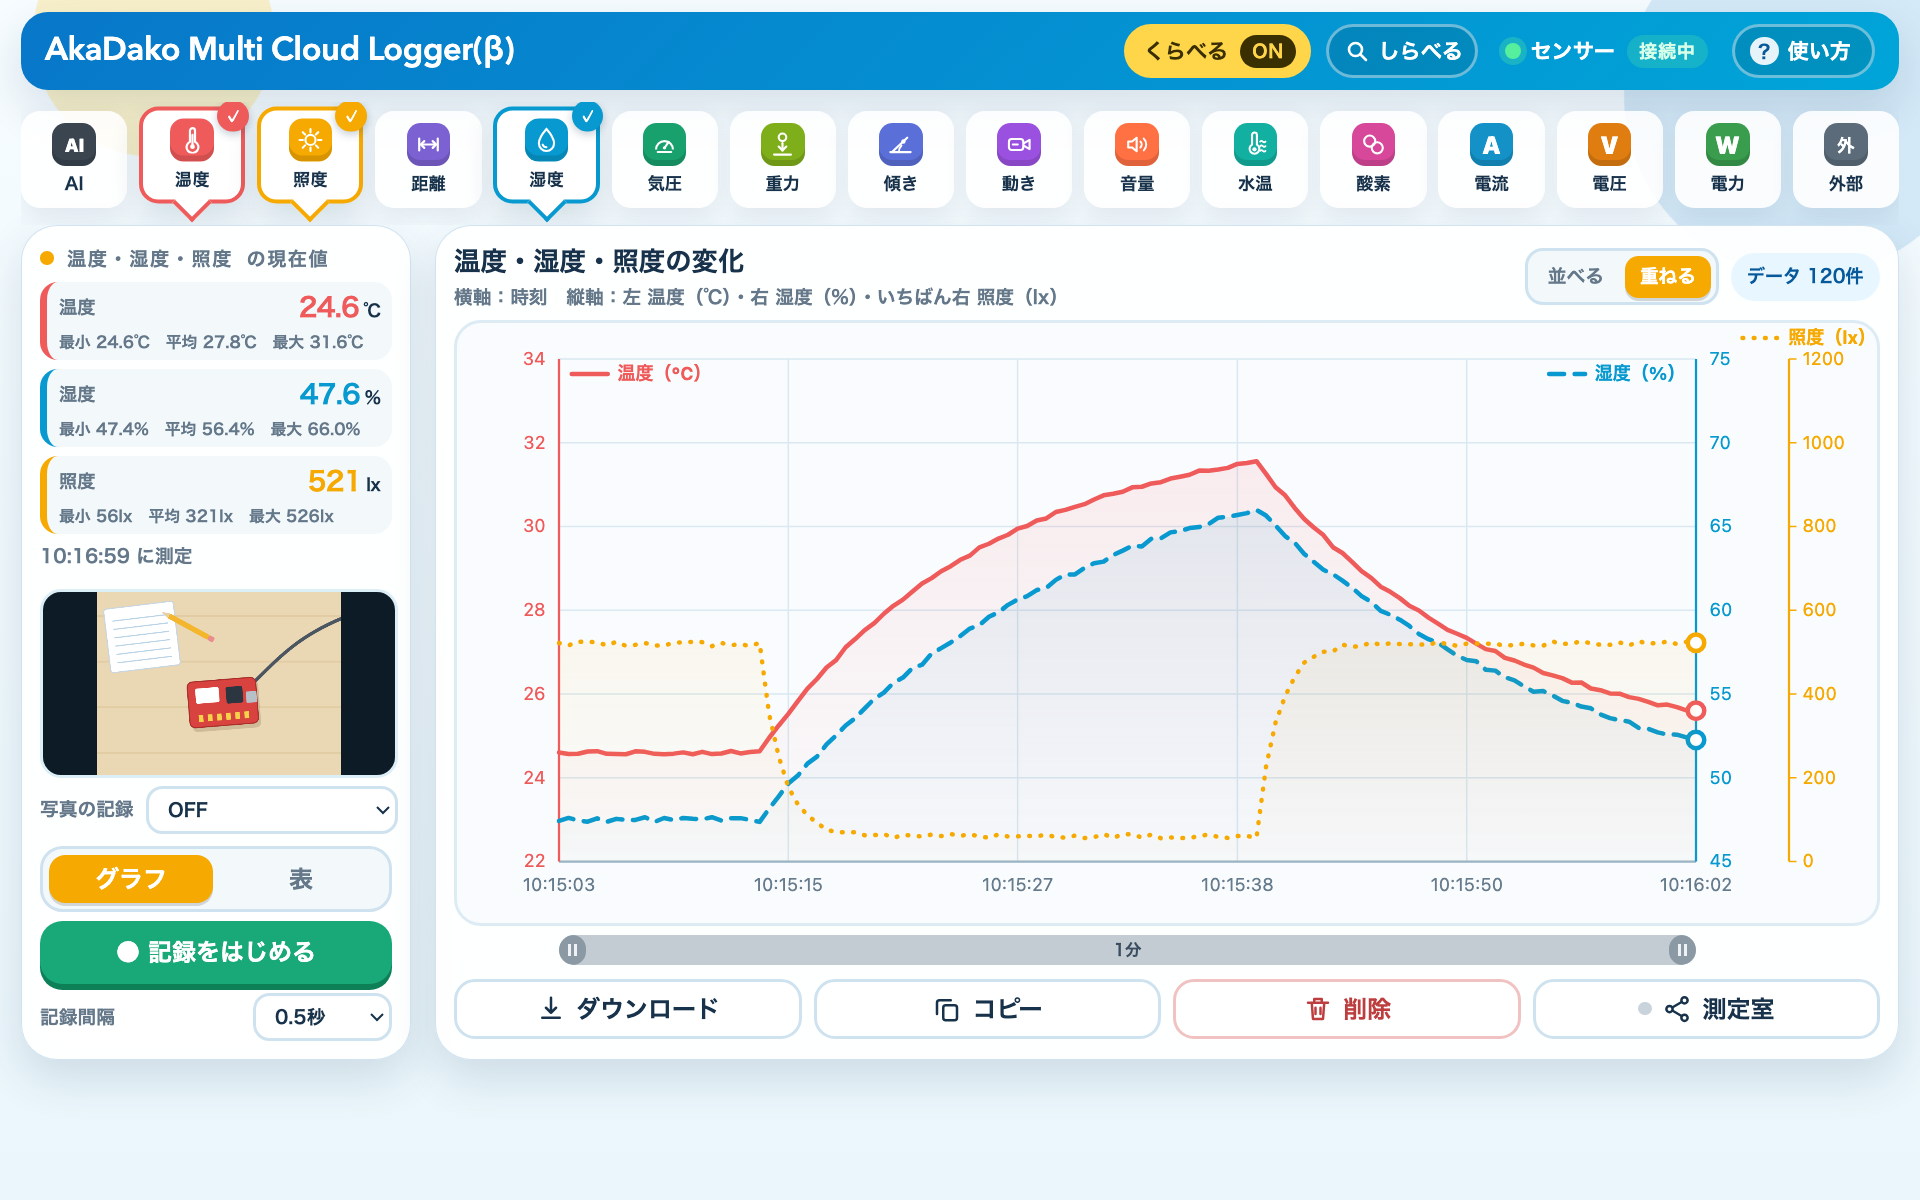 AkaDako Multi Cloud Logger(β)
くらべる ON
しらべる
センサー 接続中
? 使い方
AI
AI
温度
照度
距離
湿度
気圧
重力
傾き
動き
音量
水温
酸素
A
電流
V
電圧
W
電力
外
外部
温度・湿度・照度 の現在値
温度
24.6℃
最小 24.6℃ 平均 27.8℃ 最大 31.6℃
湿度
47.6%
最小 47.4% 平均 56.4% 最大 66.0%
照度
521 lx
最小 56lx 平均 321lx 最大 526lx
10:16:59 に測定
写真の記録 OFF
グラフ 表
記録をはじめる
記録間隔 0.5秒
温度・湿度・照度の変化
横軸：時刻 縦軸：左 温度（℃）・右 湿度（%）・いちばん右 照度（lx）
並べる 重ねる
データ 120件
照度（lx）
温度（°C）
湿度（%）
34
32
30
28
26
24
22
75
70
65
60
55
50
45
1200
1000
800
600
400
200
0
10:15:03 10:15:15 10:15:27 10:15:38 10:15:50 10:16:02
1分
ダウンロード
コピー
削除
測定室